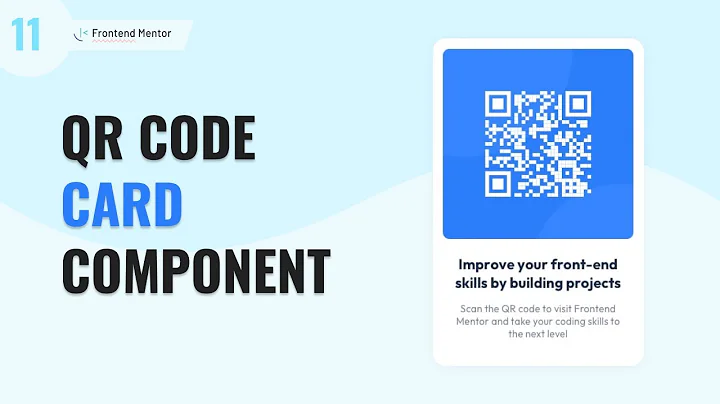 11
Frontend Mentor
QR CODE
CARD
COMPONENT
Improve your front-end
skills by building projects
Scan the QR code to visit Frontend
Mentor and take your coding skills to
the next level